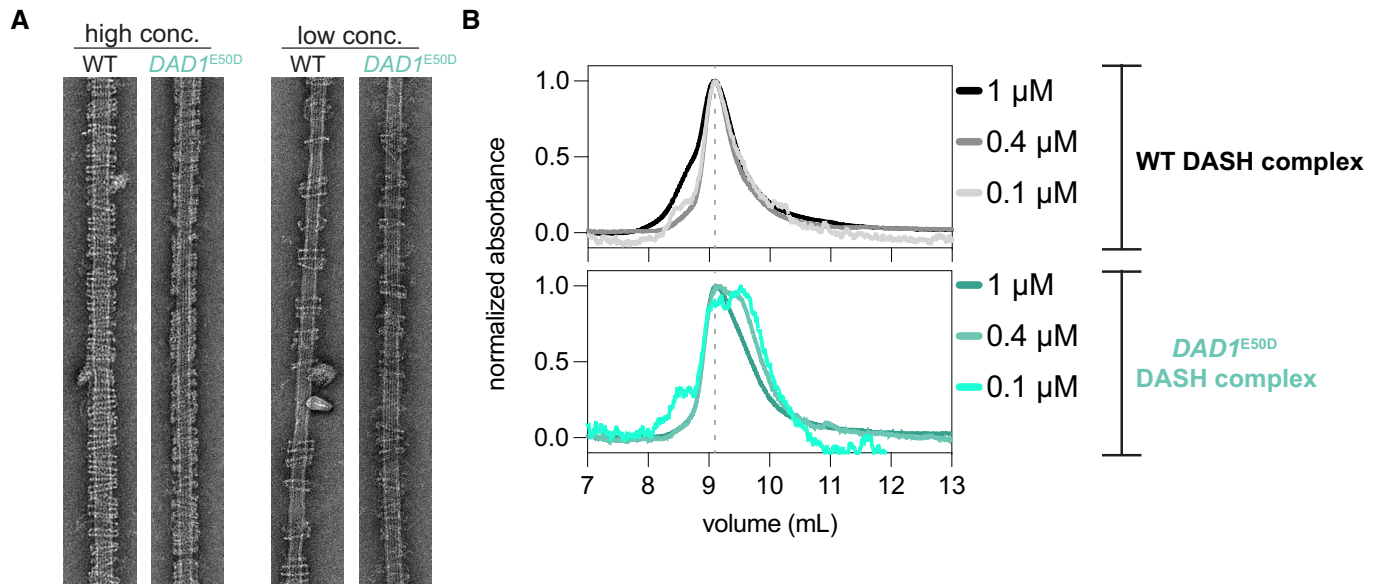 A
high conc.
WT DAD1E50D
low conc.
WT DAD1E50D
B
normalized absorbance
1.0
0.5
0.0
1 µM
0.4 µM
0.1 µM
WT DASH complex
1.0
0.5
0.0
1 µM
0.4 µM
0.1 µM
DAD1E50D
DASH complex
7 8 9 10 11 12 13
volume (mL)